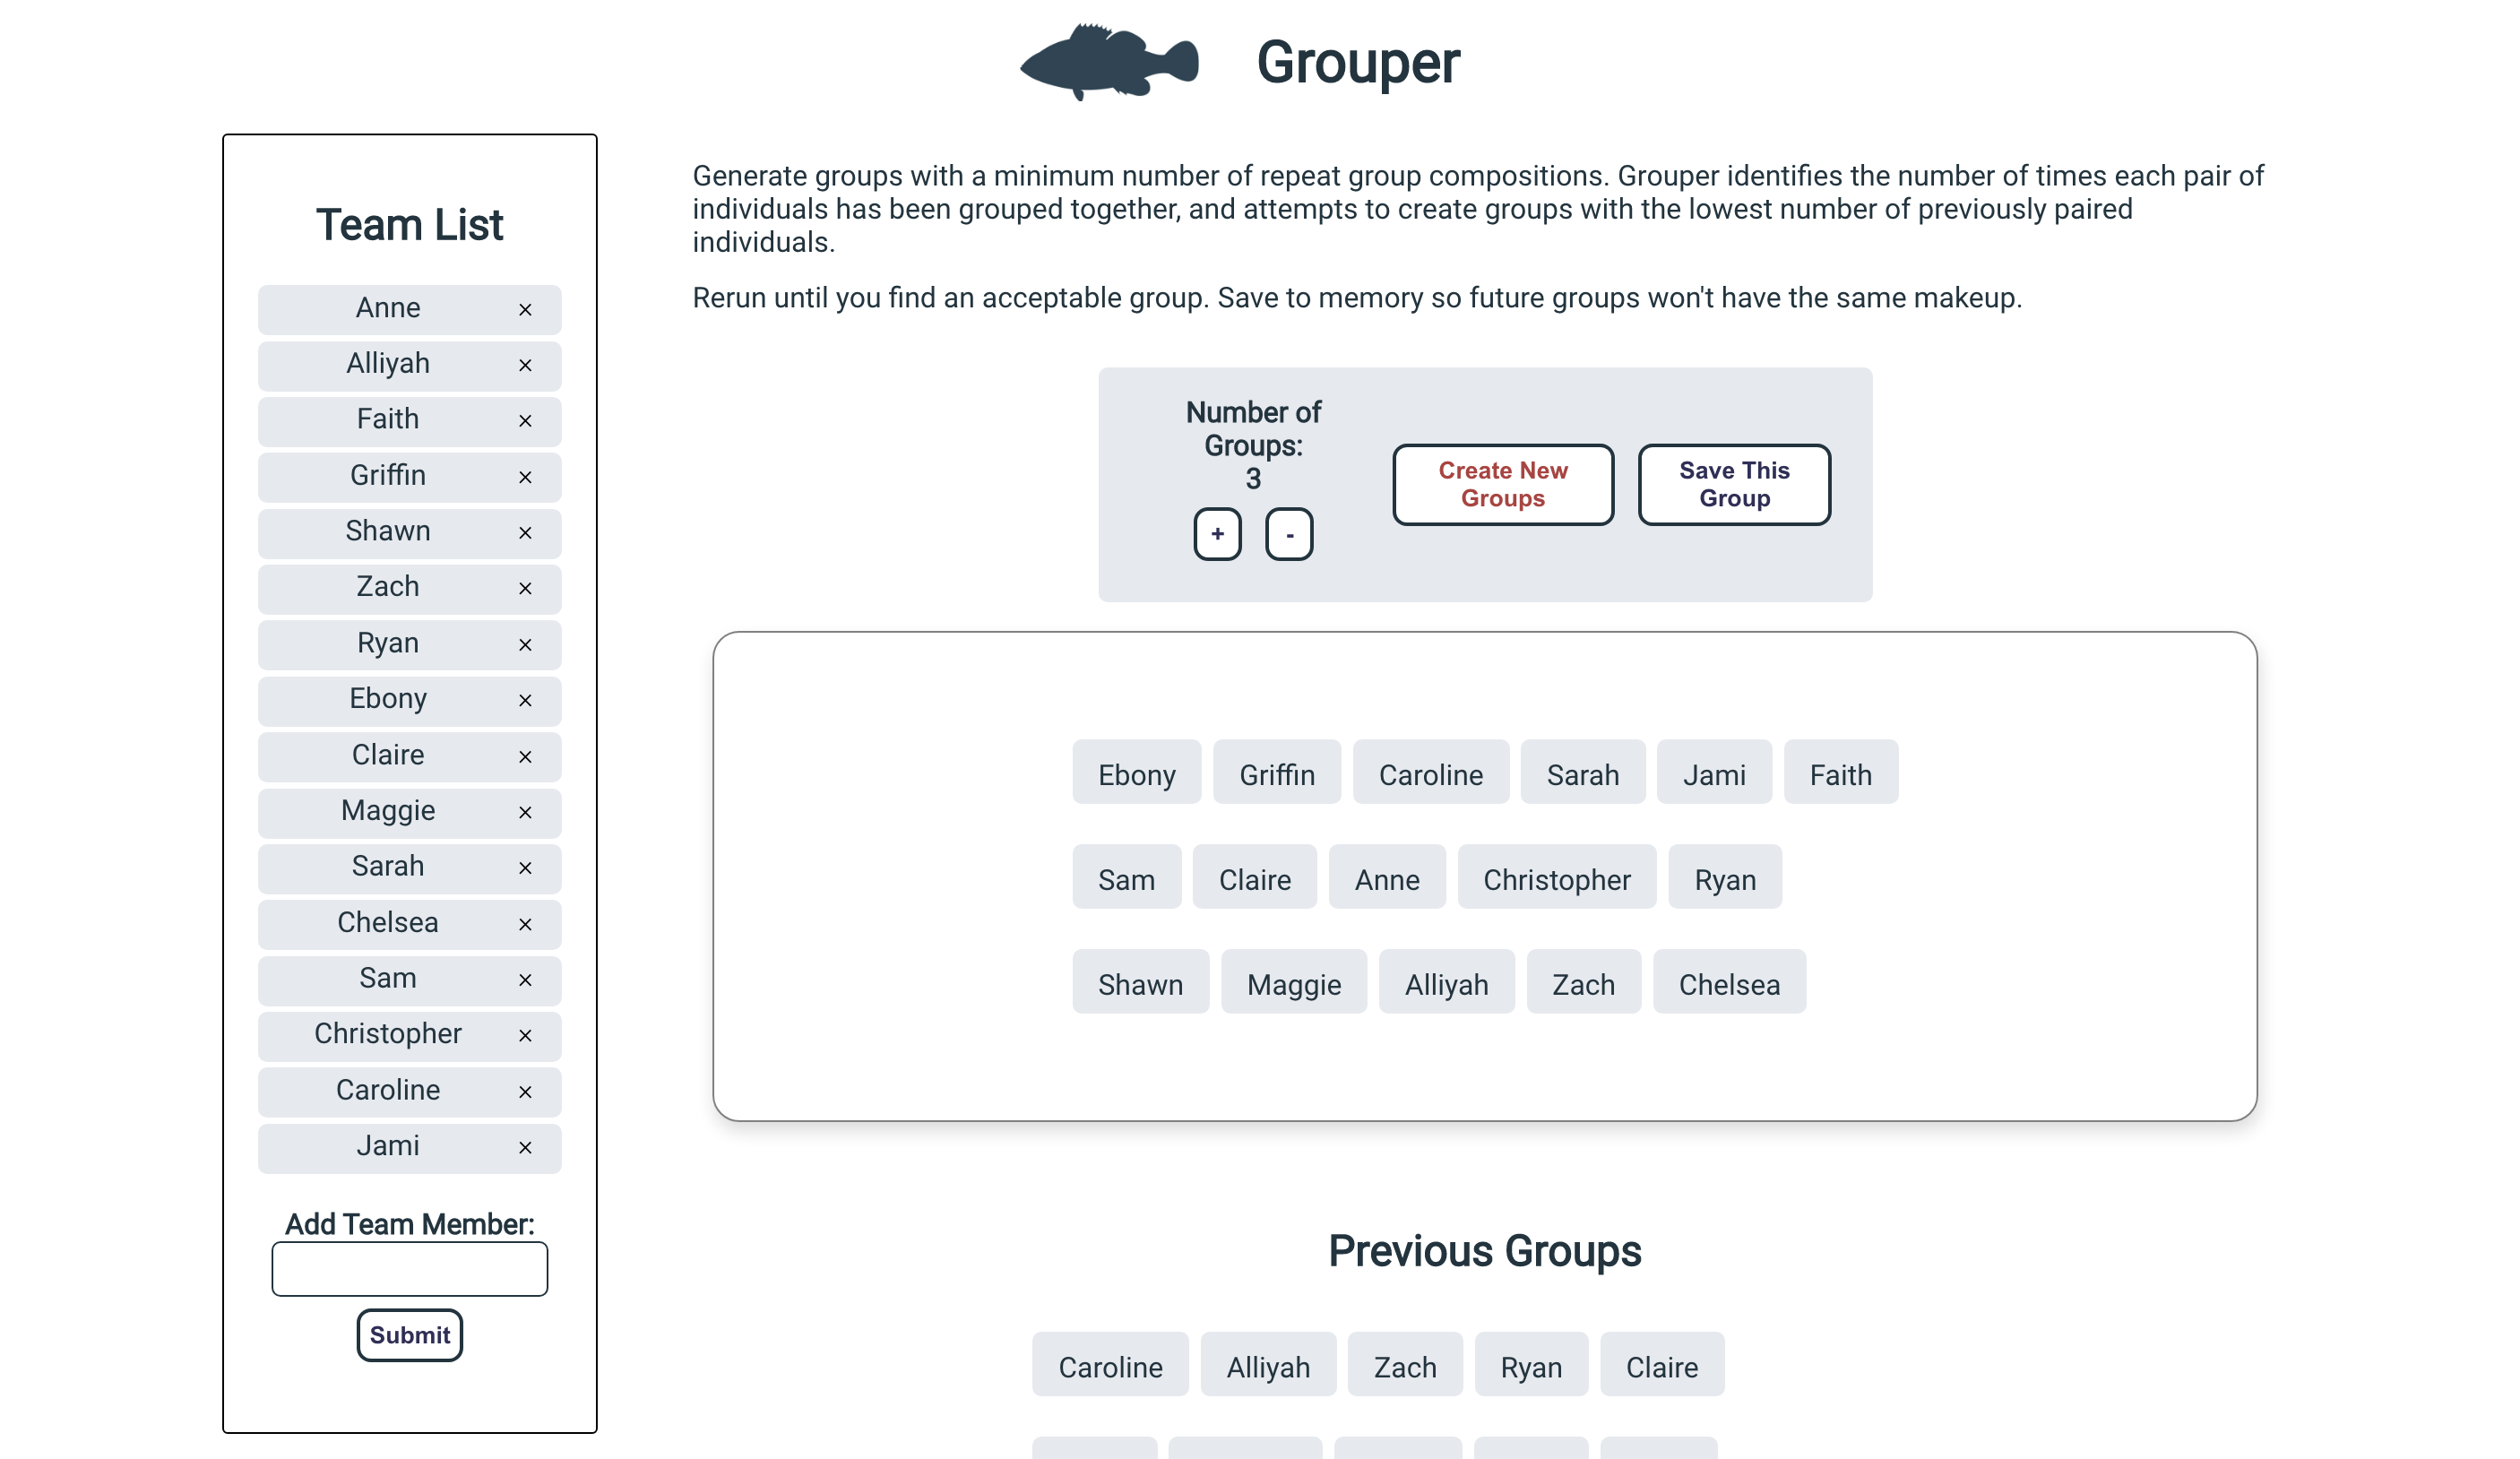 Grouper
Team List
Anne ×
Alliyah ×
Faith ×
Griffin ×
Shawn ×
Zach ×
Ryan ×
Ebony ×
Claire ×
Maggie ×
Sarah ×
Chelsea ×
Sam ×
Christopher ×
Caroline ×
Jami ×
Add Team Member:
Submit
Generate groups with a minimum number of repeat group compositions. Grouper identifies the number of times each pair of
individuals has been grouped together, and attempts to create groups with the lowest number of previously paired
individuals.
Rerun until you find an acceptable group. Save to memory so future groups won't have the same makeup.
Number of
Groups:
3
+ -
Create New
Groups
Save This
Group
Ebony Griffin Caroline Sarah Jami Faith
Sam Claire Anne Christopher Ryan
Shawn Maggie Alliyah Zach Chelsea
Previous Groups
Caroline Alliyah Zach Ryan Claire